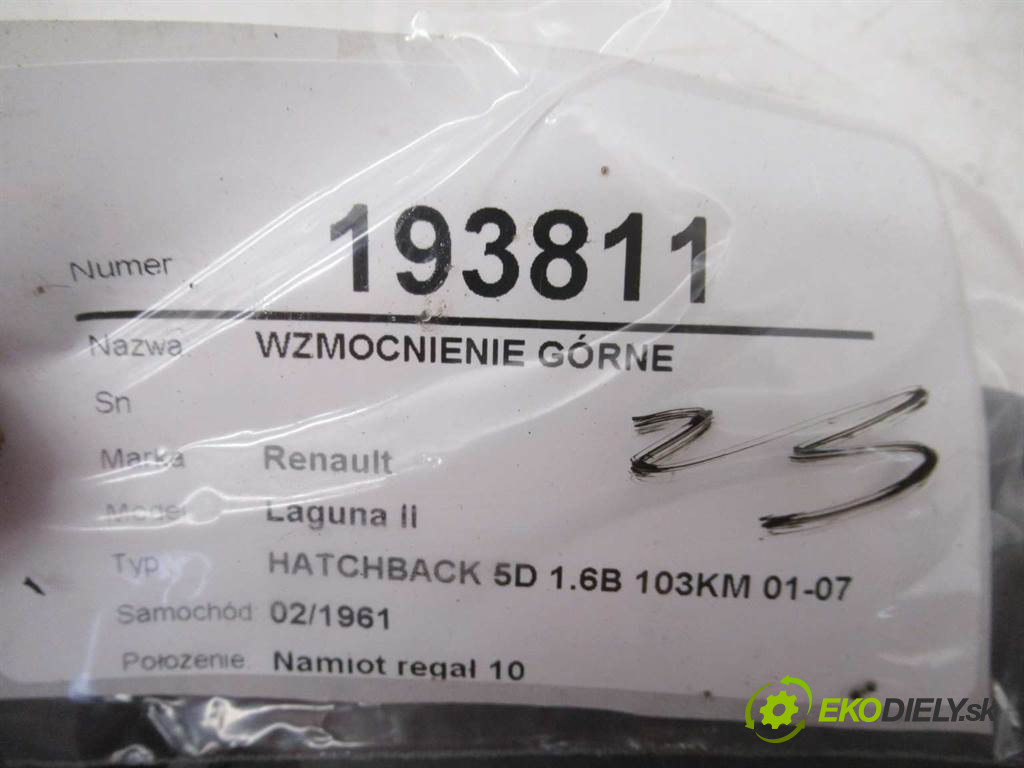 Numer 193811
Nazwa: WZMOCNIENIE GÓRNE
Sn
23
Marka Renault
Model Laguna II
Typ HATCHBACK 5D 1.6B 103KM 01-07
Samochód: 02/1961
Położenie: Namiot regał 10
EKODIELY.sk